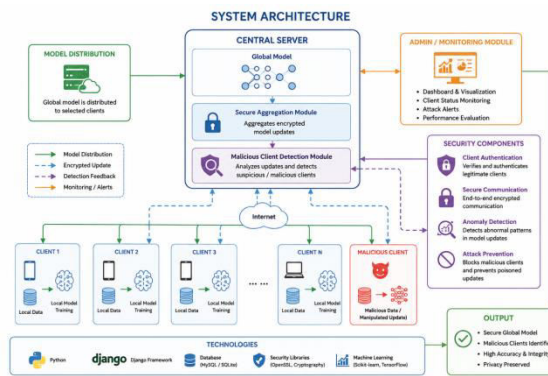 SYSTEM ARCHITECTURE
MODEL DISTRIBUTION
Global model is distributed
to selected clients
CENTRAL SERVER
Global Model
Secure Aggregation Module
Aggregates encrypted
model updates
Malicious Client Detection Module
Analyzes updates and detects
suspicious / malicious clients
ADMIN / MONITORING MODULE
• Dashboard & Visualization
• Client Status Monitoring
• Attack Alerts
• Performance Evaluation
Model Distribution
Encrypted Update
Detection Feedback
Monitoring / Alerts
SECURITY COMPONENTS
Client Authentication
Verifies and authenticates
legitimate clients
Secure Communication
End-to-end encrypted
communication
Anomaly Detection
Detects abnormal patterns
in model updates
Attack Prevention
Blocks malicious clients
and prevents poisoned
updates
Internet
CLIENT 1
Local Data
Local Model
Training
CLIENT 2
Local Data
Local Model
Training
CLIENT 3
Local Data
Local Model
Training
... ...
CLIENT N
Local Data
Local Model
Training
MALICIOUS CLIENT
Malicious Data /
Manipulated Update
OUTPUT
• Secure Global Model
• Malicious Clients Identifi
• High Accuracy & Integrit
• Privacy Preserved
TECHNOLOGIES
Python
django
Django Framework
Database
(MySQL / SQLite)
Security Libraries
(OpenSSL, Cryptography)
Machine Learning
(Scikit-learn, TensorFlow)